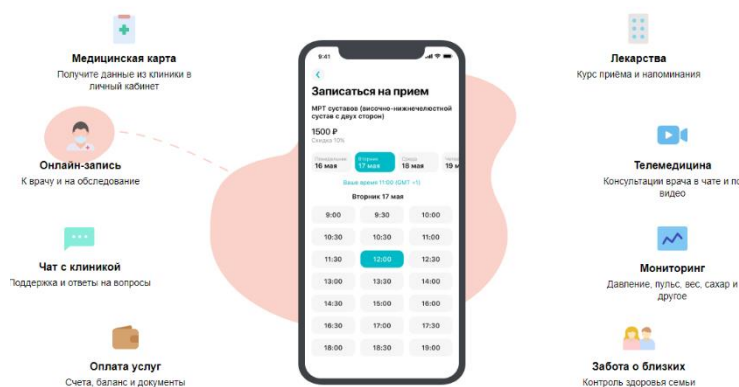 Медицинская карта
Получите данные из клиники в
личный кабинет
Онлайн-запись
К врачу и на обследование
Чат с клиникой
Поддержка и ответы на вопросы
Оплата услуг
Счета, баланс и документы
9:41
Записаться на прием
МРТ суставов (височно-нижнечелюстной
сустав с двух сторон)
1500 ₽
Скидка 10%
Понедельник Вторник Среда
16 мая 17 мая 18 мая 19 м
Ваше время 11:00 (GMT +1)
Вторник 17 мая
9:00 9:30 10:00
10:30 10:30 11:00
11:30 12:00 12:30
13:00 13:30 14:00
14:30 15:00 16:00
16:30 17:00 17:30
18:00 18:30 19:00
Лекарства
Курс приёма и напоминания
Телемедицина
Консультации врача в чате и по
видео
Мониторинг
Давление, пульс, вес, сахар и
другое
Забота о близких
Контроль здоровья семьи